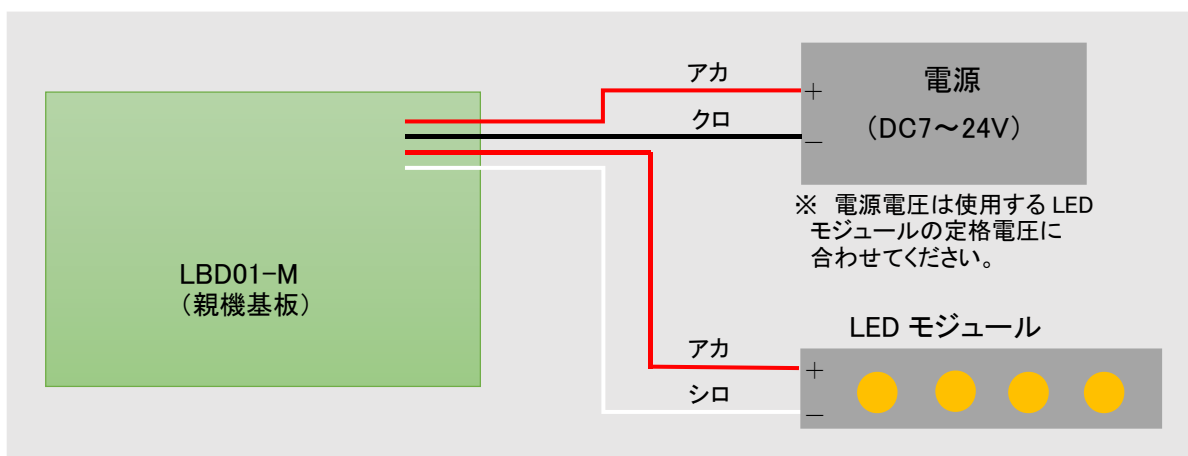 アカ
+
電源
クロ
(DC7～24V)
－
※ 電源電圧は使用する LED
モジュールの定格電圧に
合わせてください。
LBD01-M
(親機基板)
LED モジュール
アカ
+
シロ
－